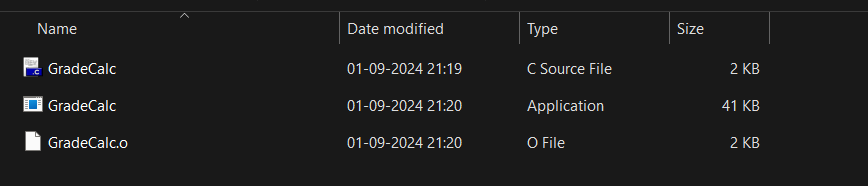 Name Date modified Type Size
GradeCalc 01-09-2024 21:19 C Source File 2 KB
GradeCalc 01-09-2024 21:20 Application 41 KB
GradeCalc.o 01-09-2024 21:20 O File 2 KB